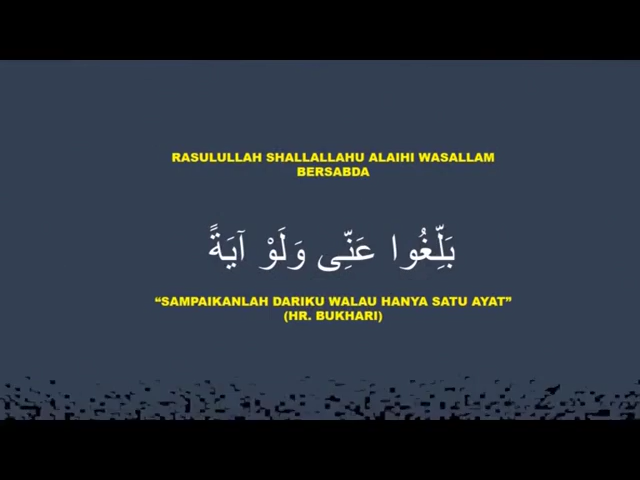 RASULULLAH SHALLALLAHU ALAIHI WASALLAM
BERSABDA
بَلِّغُوا عَنِّى وَلَوْ آيَةً
“SAMPAIKANLAH DARIKU WALAU HANYA SATU AYAT”
(HR. BUKHARI)